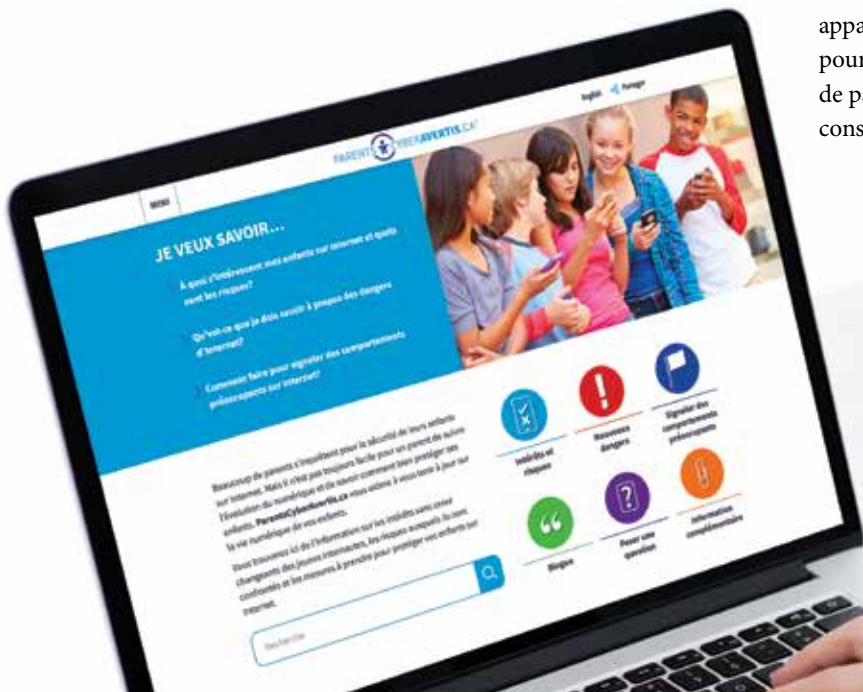 appa
pour
de p
cons
English
Partager
PARENTSCYBERAVERTIS.CA
MENU
JE VEUX SAVOIR...
À quoi s'intéressent mes enfants sur Internet et quels
sont les risques?
Qu'est-ce que je dois savoir à propos des dangers
d'Internet?
Comment faire pour signaler des comportements
préoccupants sur Internet?
Beaucoup de parents s'inquiètent pour la sécurité de leurs enfants
sur Internet. Mais il n'est pas toujours facile pour un parent de suivre
l'évolution du numérique et de savoir comment bien protéger ses
enfants. ParentsCyberAvertis.ca vous aidera à vous tenir à jour sur
la vie numérique de vos enfants.
Vous trouverez ici de l'information sur les intérêts sans cesse
changeants des jeunes internautes, les risques auxquels ils sont
confrontés et les mesures à prendre pour protéger vos enfants sur
Internet.
Recherche
Intérêts et
risques
Nouveaux
dangers
Signaler des
comportements
préoccupants
Blogue
Poser une
question
Information
complémentaire